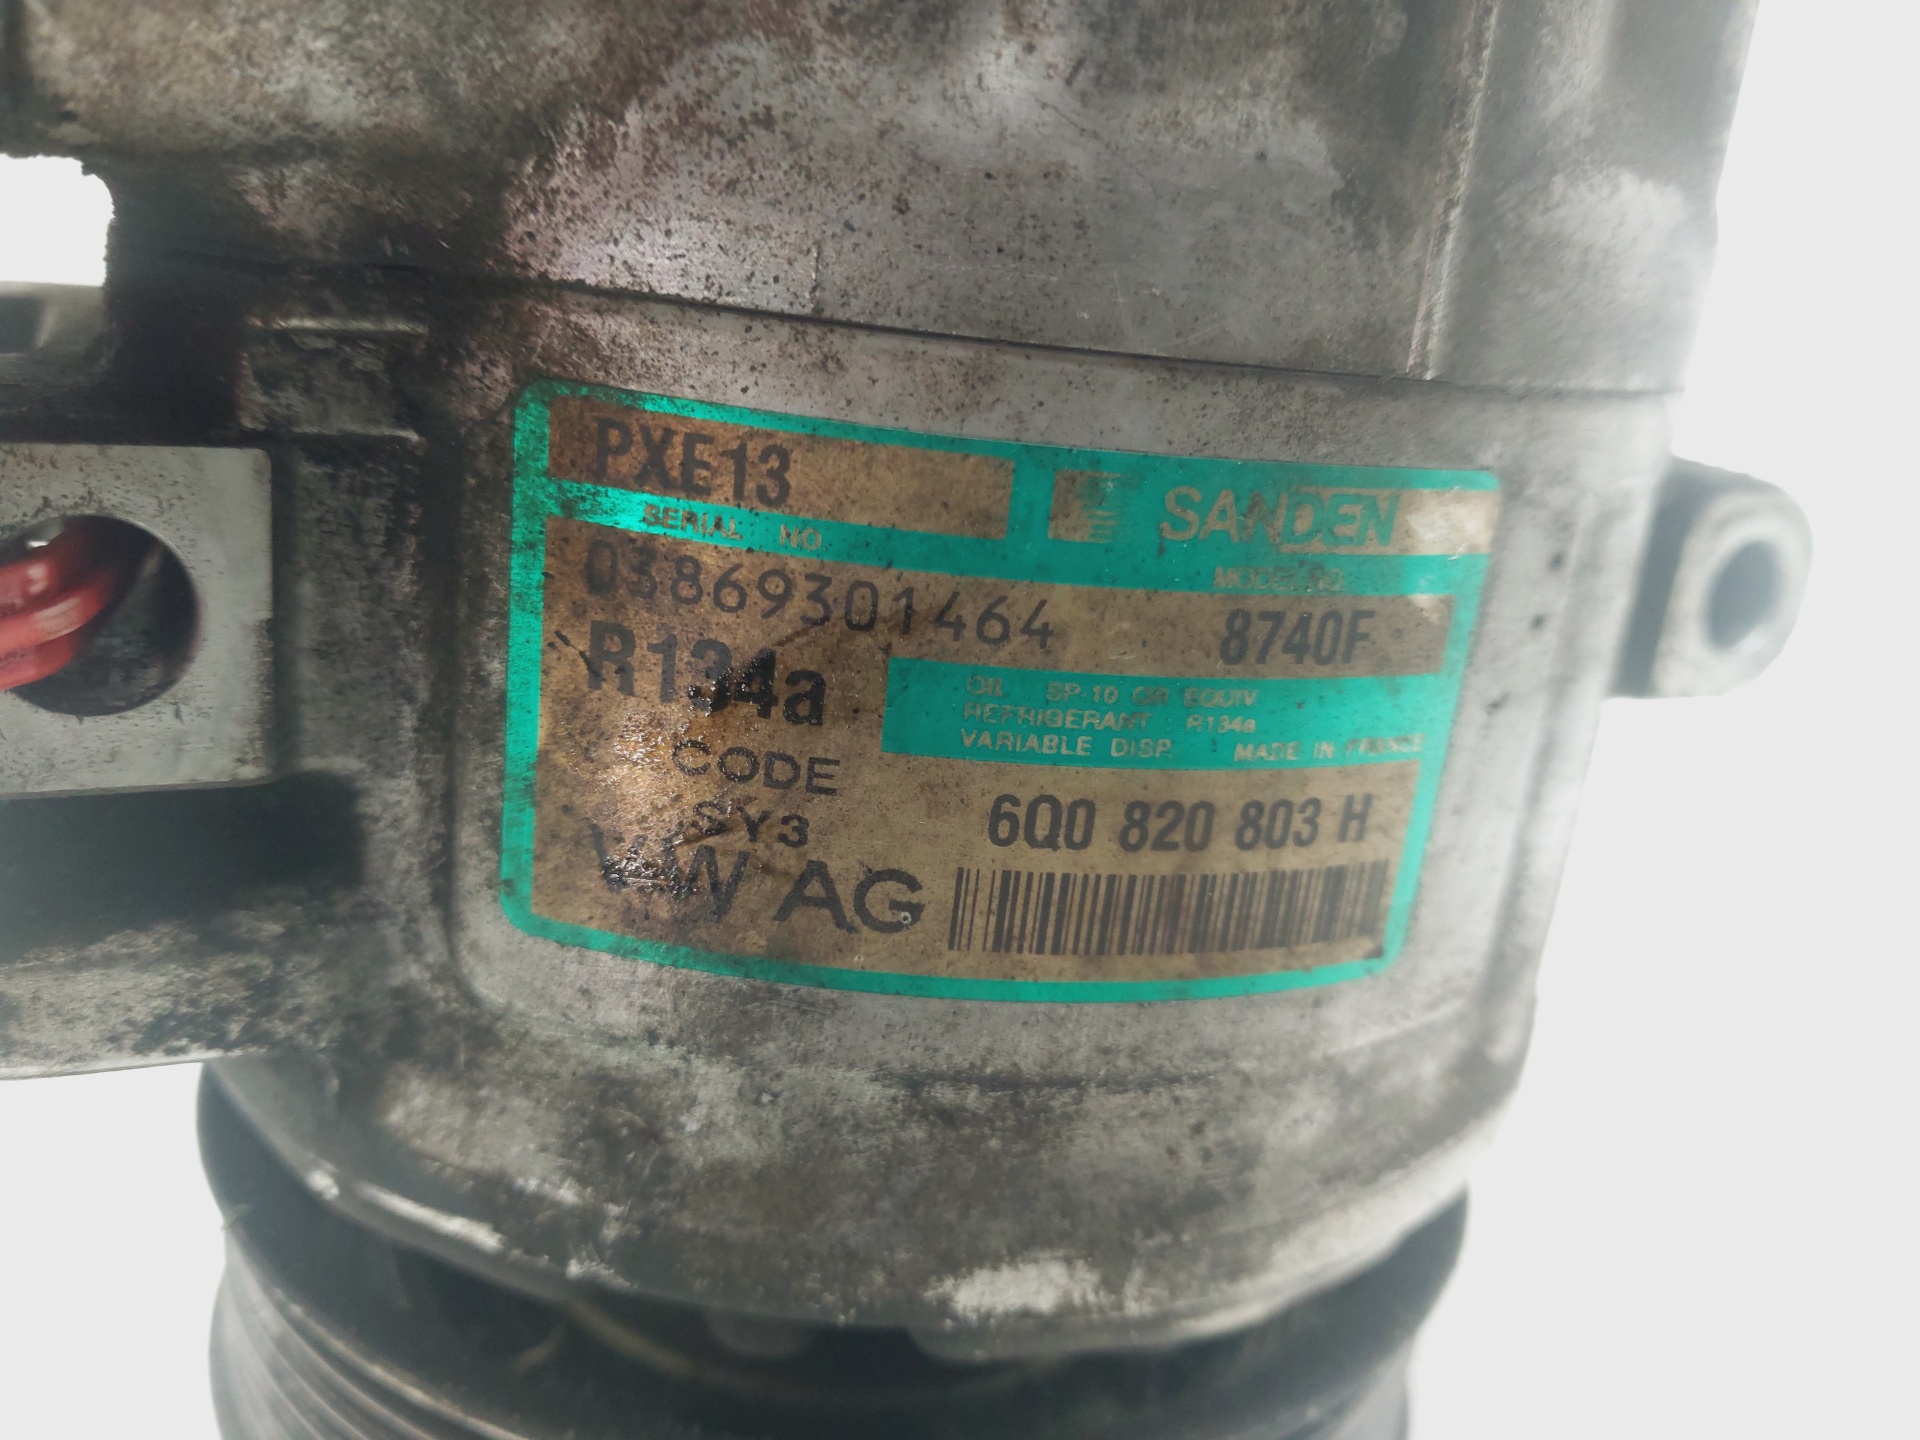 PXE13
SANDEN
SERIAL NO.
MODEL NO.
03869301464
8740F
R134a
OIL SP-10 OR EQUIV.
REFRIGERANT R134a
VARIABLE DISP. MADE IN FRANCE
CODE
SY3
6Q0 820 803 H
VW AG